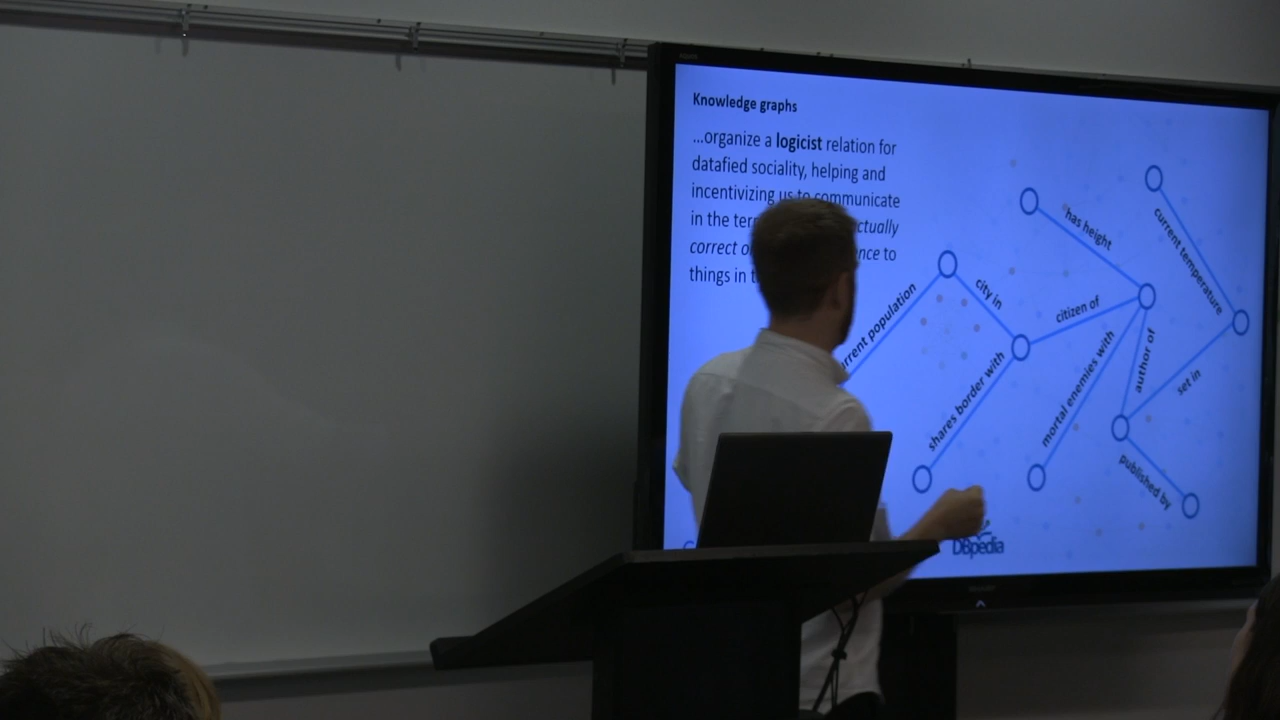 Knowledge graphs
...organize a logicist relation for
datafied sociality, helping and
incentivizing us to communicate
in the
correct to
things in
has height
current temperature
city in
citizen of
population
shares border with
mortal enemies with
author of
set in
published by
DBpedia